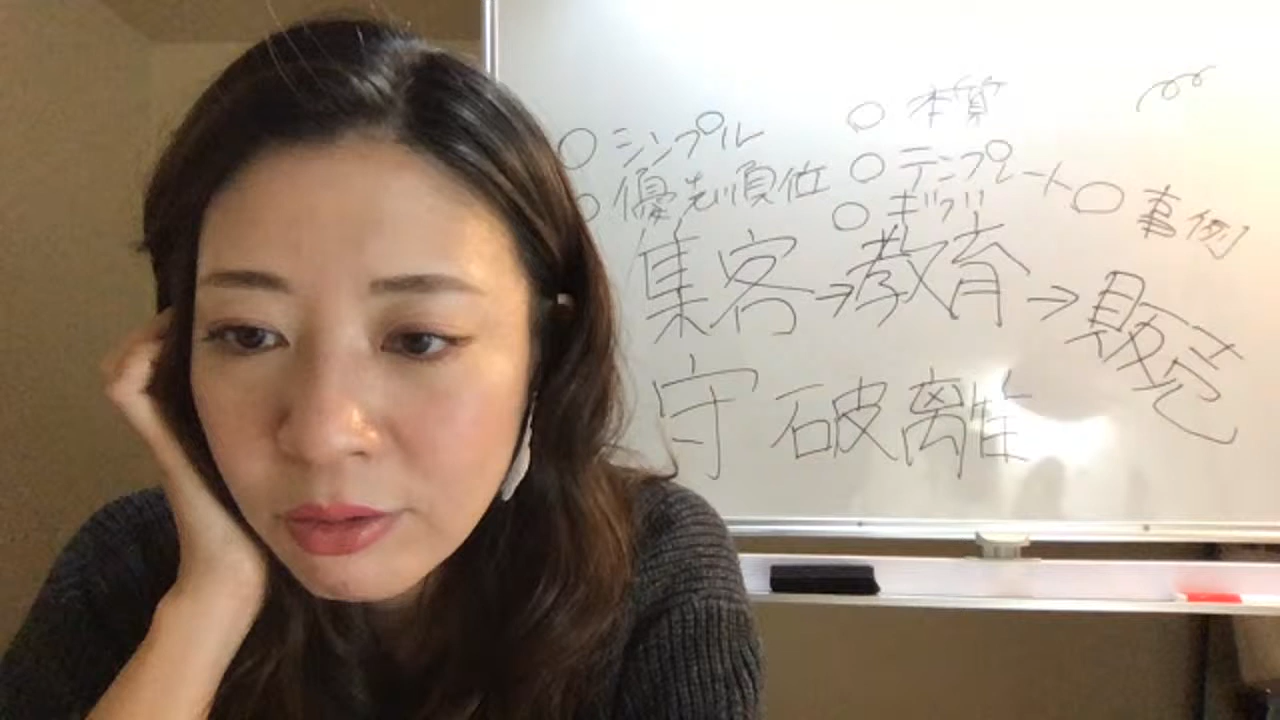 ○シンプル
○優先順位
○本質
○テンプレート
○ギブリ
○事例
集客→教育→販売
守破離